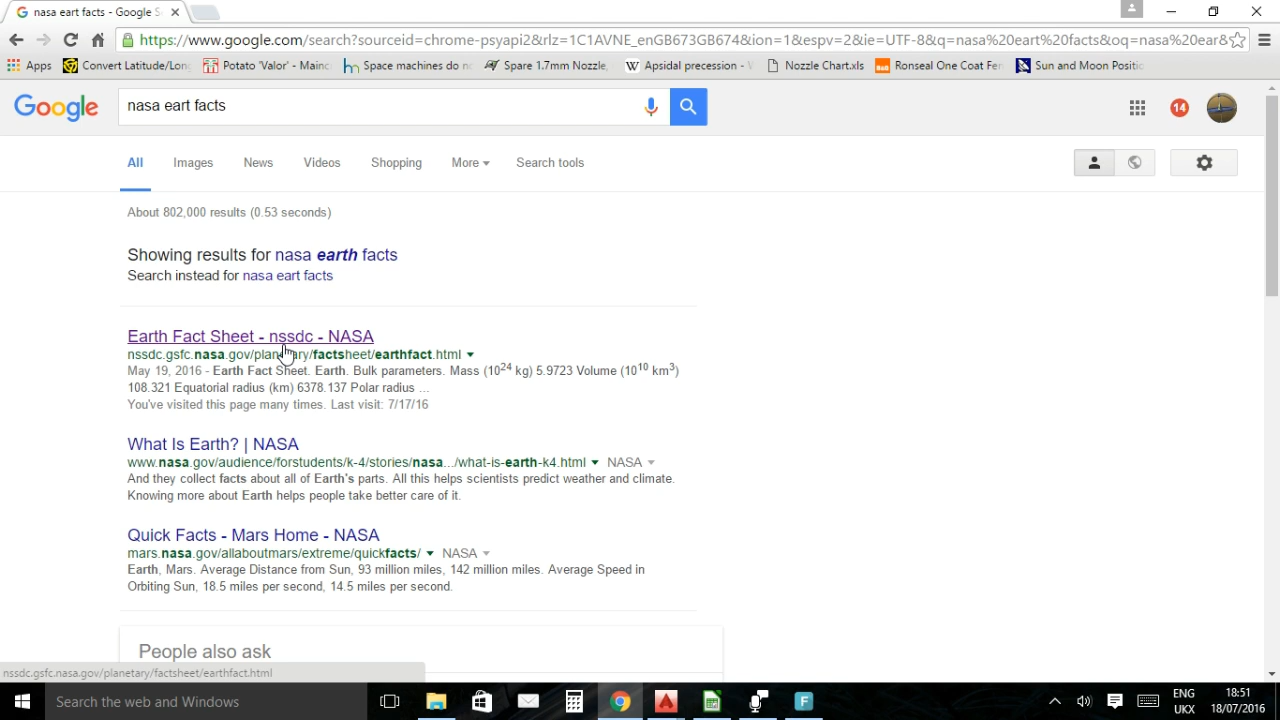 nasa eart facts - Google S
https://www.google.com/search?sourceid=chrome-psyapi2&rlz=1C1AVNE_enGB673GB674&ion=1&espv=2&ie=UTF-8&q=nasa%20eart%20facts&oq=nasa%20ear&
Apps Convert Latitude/Lon Potato 'Valor' - Mainc Space machines do n Spare 1.7mm Nozzle, Apsidal precession - Nozzle Chart.xls Ronseal One Coat Fen Sun and Moon Positio
Google nasa eart facts 14
All Images News Videos Shopping More Search tools
About 802,000 results (0.53 seconds)
Showing results for nasa earth facts
Search instead for nasa eart facts
Earth Fact Sheet - nssdc - NASA
nssdc.gsfc.nasa.gov/planetary/factsheet/earthfact.html
May 19, 2016 - Earth Fact Sheet. Earth. Bulk parameters. Mass (10²⁴ kg) 5.9723 Volume (10¹⁰ km³)
108.321 Equatorial radius (km) 6378.137 Polar radius ...
You've visited this page many times. Last visit: 7/17/16
What Is Earth? | NASA
www.nasa.gov/audience/forstudents/k-4/stories/nasa.../what-is-earth-k4.html NASA
And they collect facts about all of Earth's parts. All this helps scientists predict weather and climate.
Knowing more about Earth helps people take better care of it.
Quick Facts - Mars Home - NASA
mars.nasa.gov/allaboutmars/extreme/quickfacts/ NASA
Earth, Mars. Average Distance from Sun, 93 million miles, 142 million miles. Average Speed in
Orbiting Sun, 18.5 miles per second, 14.5 miles per second.
People also ask
nssdc.gsfc.nasa.gov/planetary/factsheet/earthfact.html
Search the web and Windows
ENG 18:51
UKX 18/07/2016